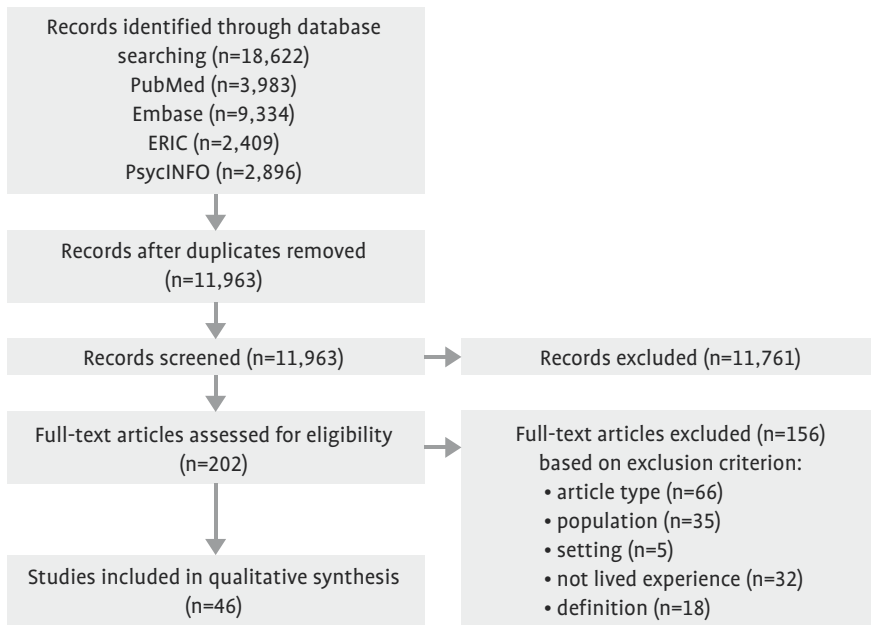 Records identified through database
searching (n=18,622)
PubMed (n=3,983)
Embase (n=9,334)
ERIC (n=2,409)
PsycINFO (n=2,896)
Records after duplicates removed
(n=11,963)
Records screened (n=11,963)
Records excluded (n=11,761)
Full-text articles assessed for eligibility
(n=202)
Full-text articles excluded (n=156)
based on exclusion criterion:
• article type (n=66)
• population (n=35)
• setting (n=5)
• not lived experience (n=32)
• definition (n=18)
Studies included in qualitative synthesis
(n=46)